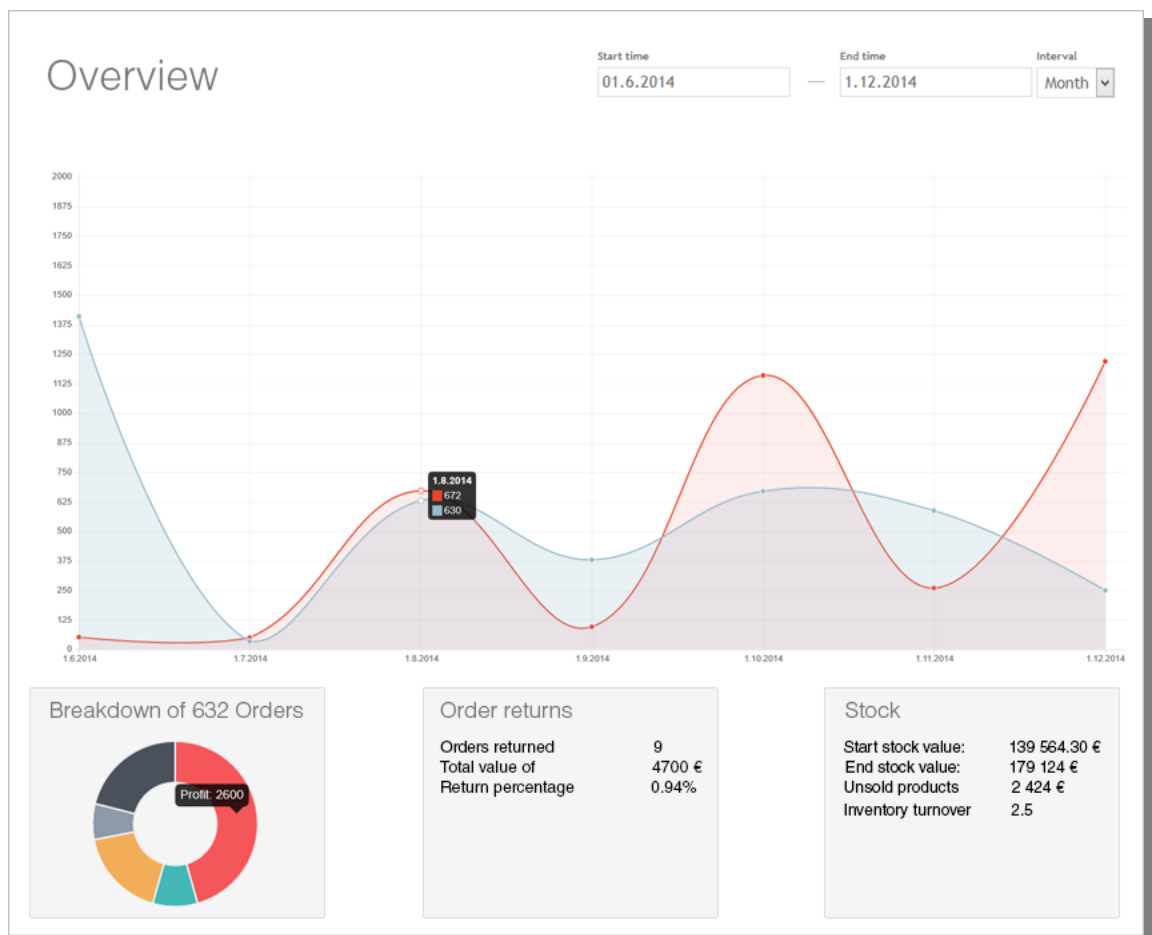 Overview
Start time
End time
Interval
01.6.2014
—
1.12.2014
Month
2000
1875
1750
1625
1500
1375
1250
1125
1000
875
750
625
500
375
250
125
0
1.8.2014
672
630
1.6.2014
1.7.2014
1.8.2014
1.9.2014
1.10.2014
1.11.2014
1.12.2014
Breakdown of 632 Orders
Profit: 2600
Order returns
Orders returned 9
Total value of 4700 €
Return percentage 0.94%
Stock
Start stock value: 139 564.30 €
End stock value: 179 124 €
Unsold products 2 424 €
Inventory turnover 2.5